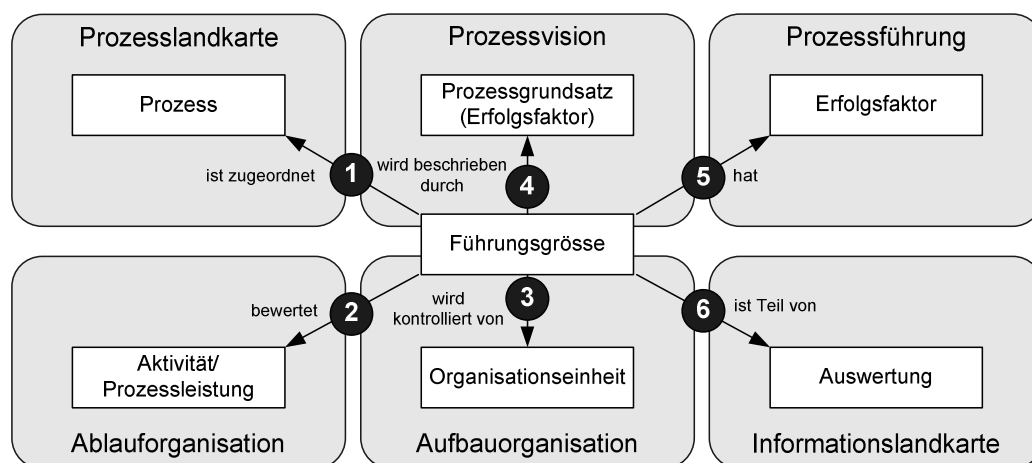 Prozesslandkarte
Prozess
ist zugeordnet
1
Prozessvision
Prozessgrundsatz
(Erfolgsfaktor)
wird beschrieben
durch
4
Prozessführung
Erfolgsfaktor
5
hat
Führungsgrösse
bewertet
2
Aktivität/
Prozessleistung
Ablauforganisation
wird
kontrolliert von
3
Organisationseinheit
Aufbauorganisation
6
ist Teil von
Auswertung
Informationslandkarte